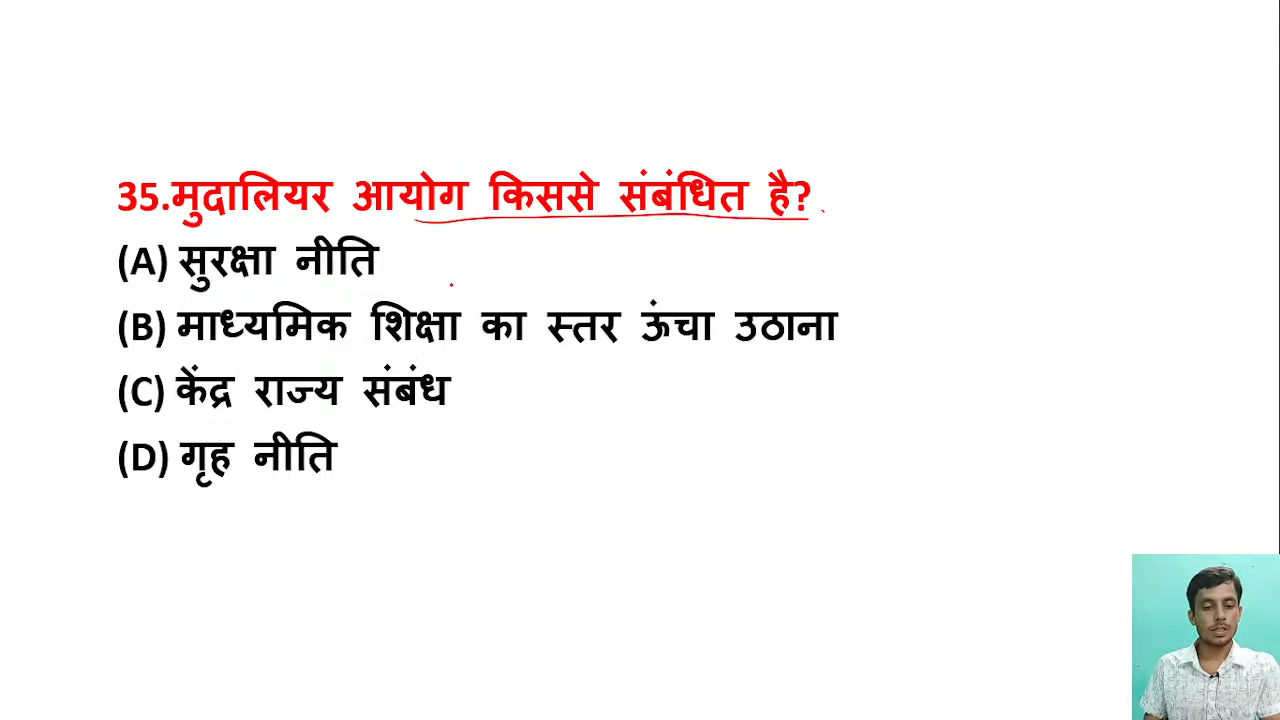 35.मुदालियर आयोग किससे संबंधित है?
(A) सुरक्षा नीति
(B) माध्यमिक शिक्षा का स्तर ऊंचा उठाना
(C) केंद्र राज्य संबंध
(D) गृह नीति